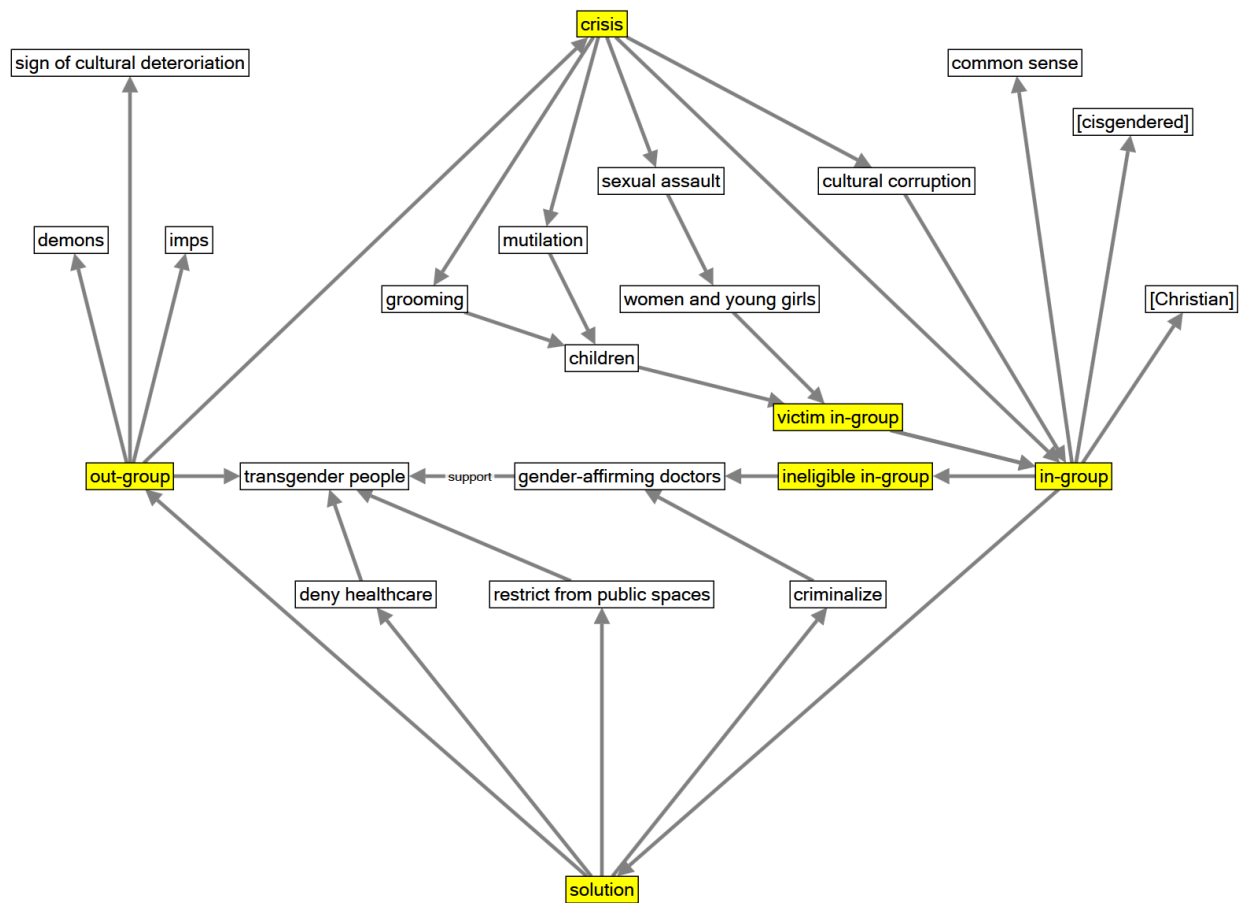 crisis
sign of cultural deteroriation
common sense
[cisgendered]
sexual assault
cultural corruption
demons
imps
mutilation
grooming
women and young girls
[Christian]
children
victim in-group
out-group
transgender people
support
gender-affirming doctors
ineligible in-group
in-group
deny healthcare
restrict from public spaces
criminalize
solution